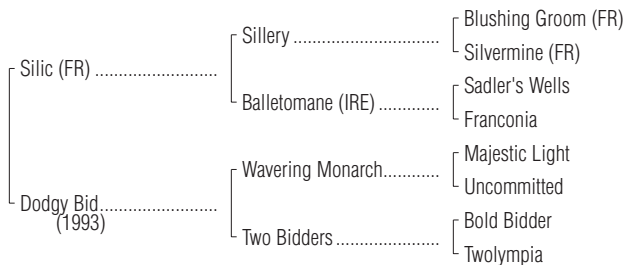 Blushing Groom (FR)
Sillery ................................
Silvermine (FR)
Silic (FR) ...........................
Sadler's Wells
Balletomane (IRE) .............
Franconia
Majestic Light
Wavering Monarch............
Uncommitted
Dodgy Bid..........................
(1993)
Bold Bidder
Two Bidders ......................
Twolympia